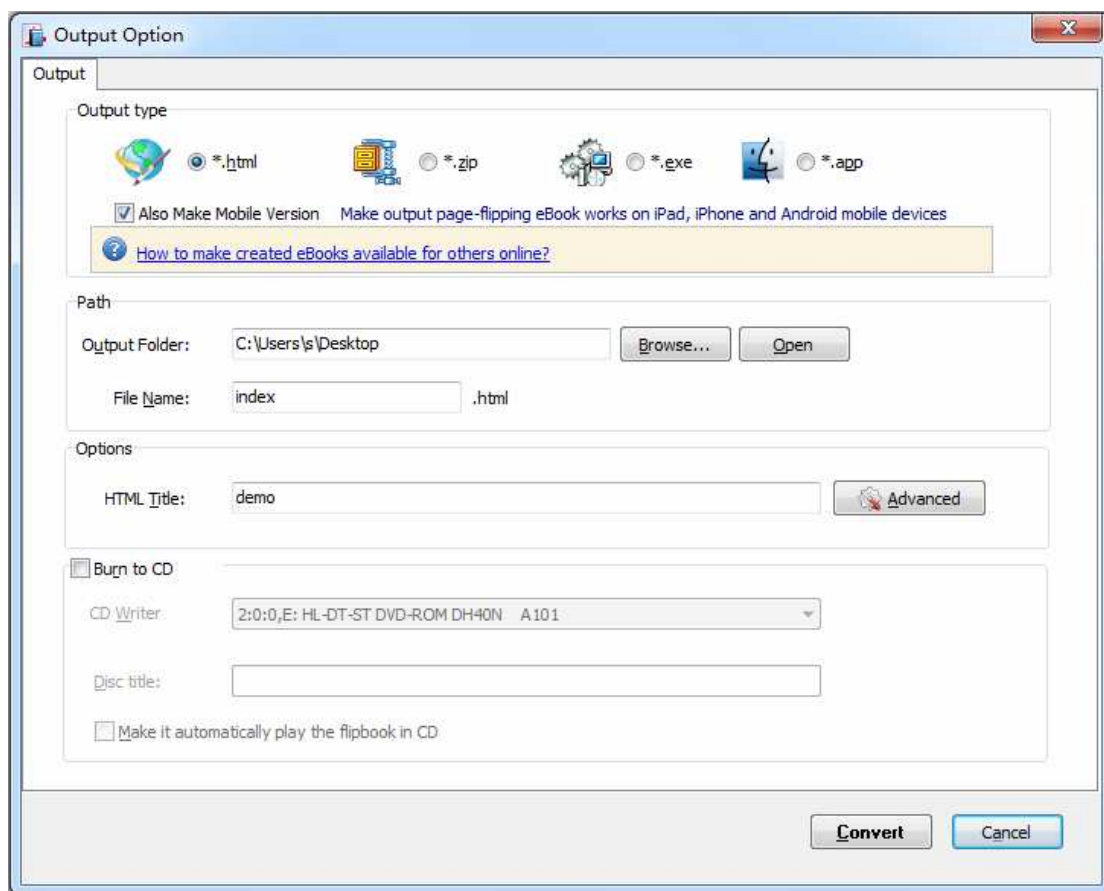 Output Option
Output
Output type
*.html *.zip *.exe *.app
Also Make Mobile Version Make output page-flipping eBook works on iPad, iPhone and Android mobile devices
How to make created eBooks available for others online?
Path
Output Folder: C:\Users\s\Desktop Browse... Open
File Name: index .html
Options
HTML Title: demo Advanced
Burn to CD
CD Writer 2:0:0,E: HL-DT-ST DVD-ROM DH40N A101
Disc title:
Make it automatically play the flipbook in CD
Convert Cancel